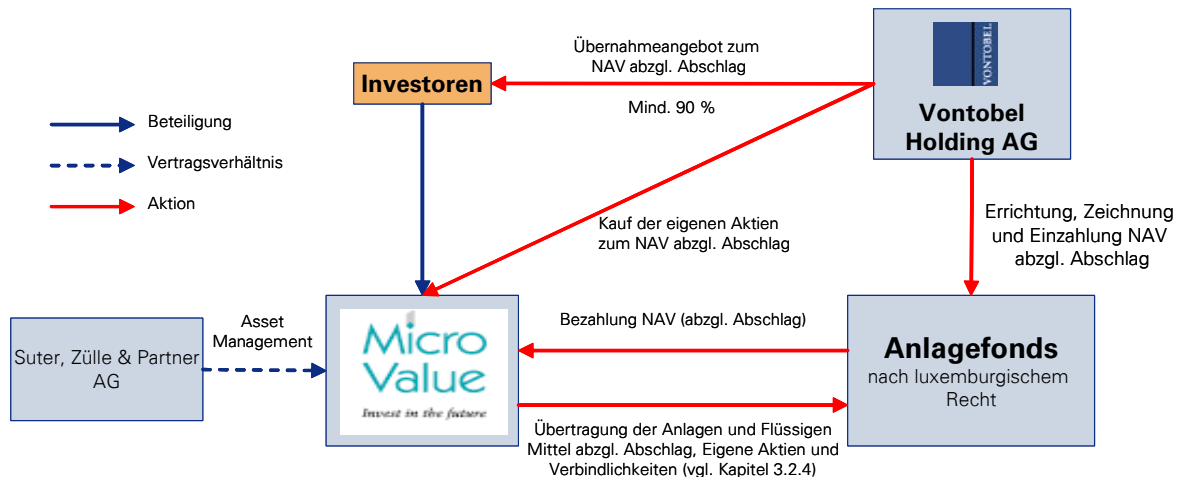 Übernahmeangebot zum
NAV abzgl. Abschlag
Mind. 90 %
Investoren
VONTOBEL
Vontobel
Holding AG
Beteiligung
Vertragsverhältnis
Aktion
Kauf der eigenen Aktien
zum NAV abzgl. Abschlag
Errichtung, Zeichnung
und Einzahlung NAV
abzgl. Abschlag
Suter, Zülle & Partner
AG
Asset
Management
Micro
Value
Invest in the future
Bezahlung NAV (abzgl. Abschlag)
Anlagefonds
nach luxemburgischem
Recht
Übertragung der Anlagen und Flüssigen
Mittel abzgl. Abschlag, Eigene Aktien und
Verbindlichkeiten (vgl. Kapitel 3.2.4)